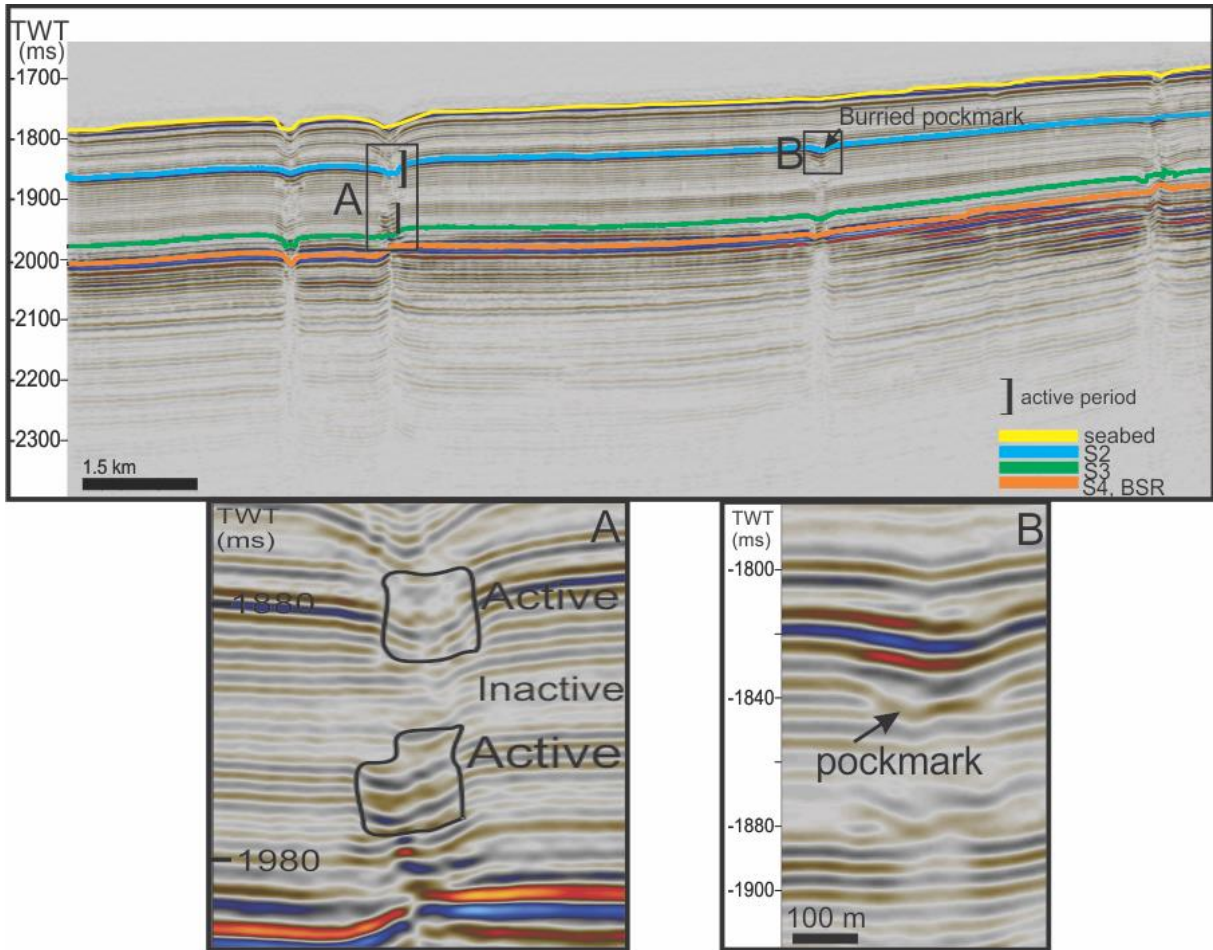 TWT
(ms)
-1700
-1800
-1900
-2000
-2100
-2200
-2300
A
B
Burried pockmark
] active period
seabed
S2
S3
S4, BSR
1.5 km
TWT
(ms)
A
1880
Active
Inactive
Active
1980
TWT
(ms)
B
-1800
-1840
pockmark
-1880
-1900
100 m